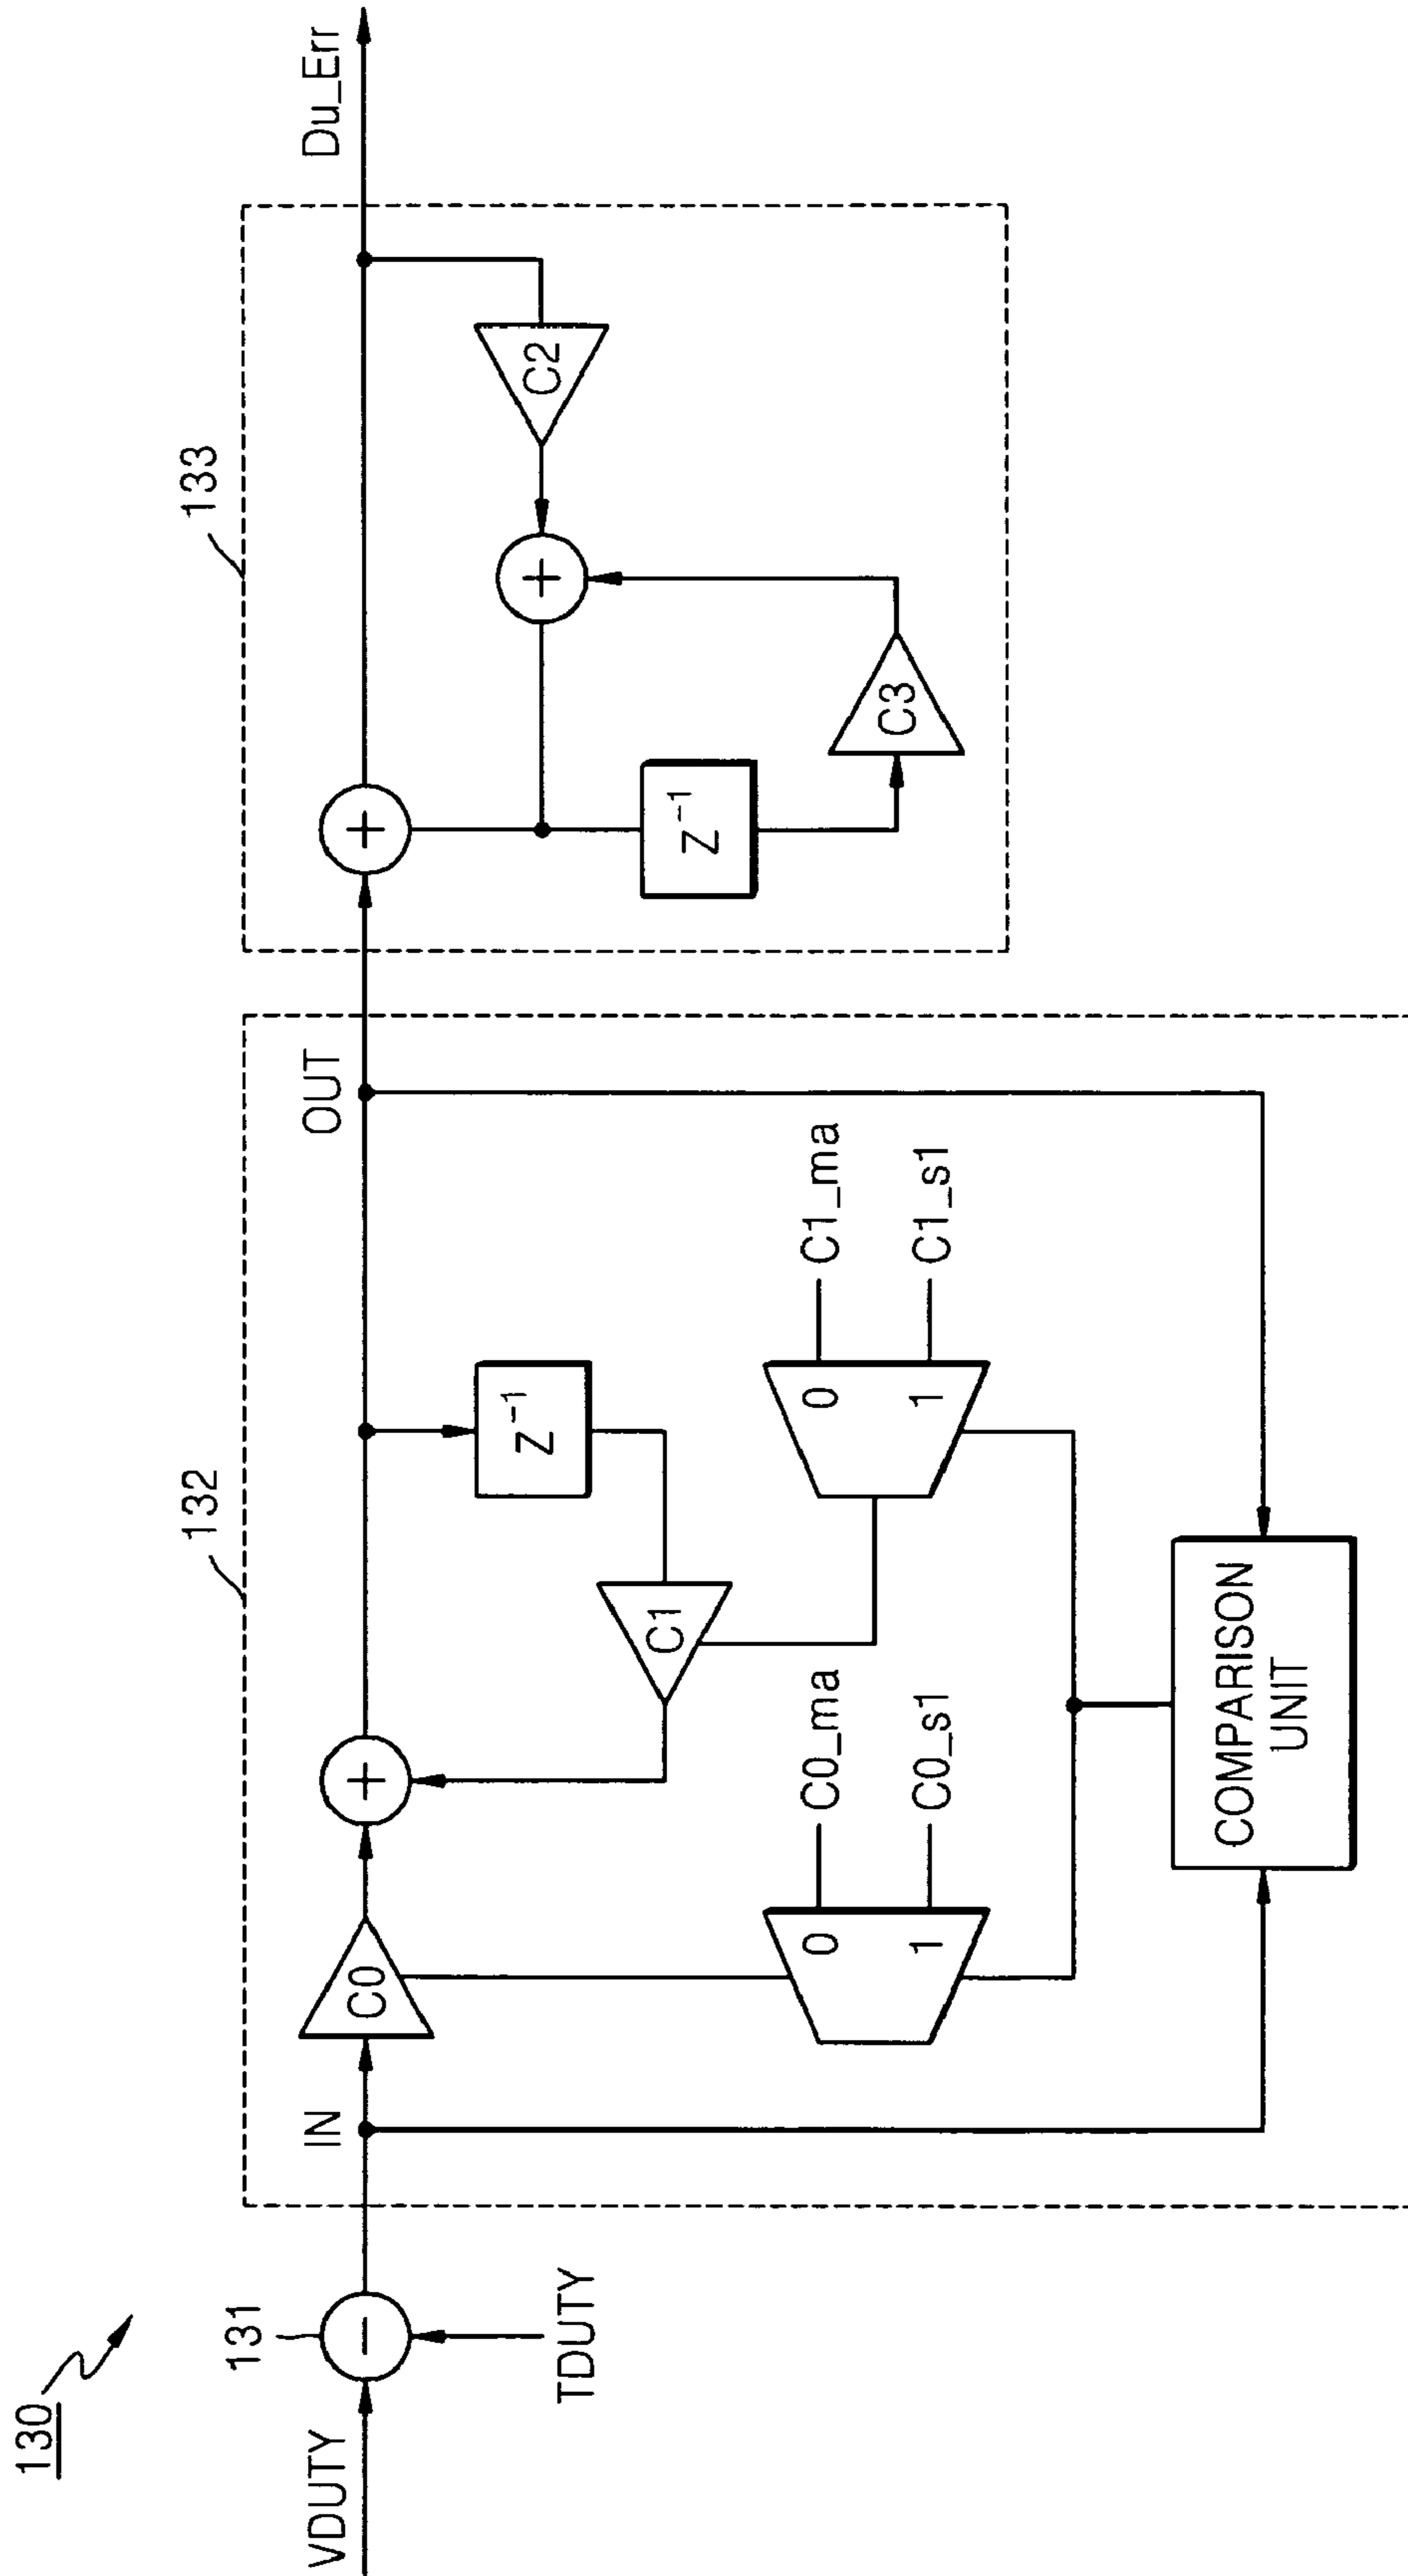 130
VDUTY
131
TDUTY
132
IN
C0
+
OUT
Z⁻¹
C1
C0_ma
C0_s1
0
1
C1_ma
C1_s1
0
1
COMPARISON
UNIT
133
+
+
C2
Z⁻¹
C3
Du_Err